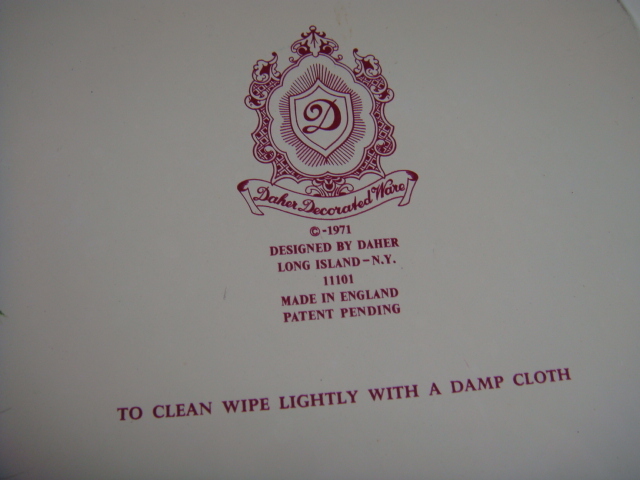 D
Daher Decorated Ware
©-1971
DESIGNED BY DAHER
LONG ISLAND-N.Y.
11101
MADE IN ENGLAND
PATENT PENDING
TO CLEAN WIPE LIGHTLY WITH A DAMP CLOTH